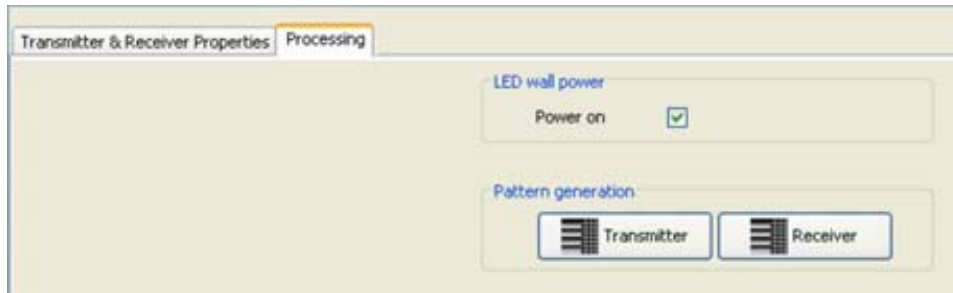 Transmitter & Receiver Properties Processing
LED wall power
Power on
Pattern generation
Transmitter Receiver